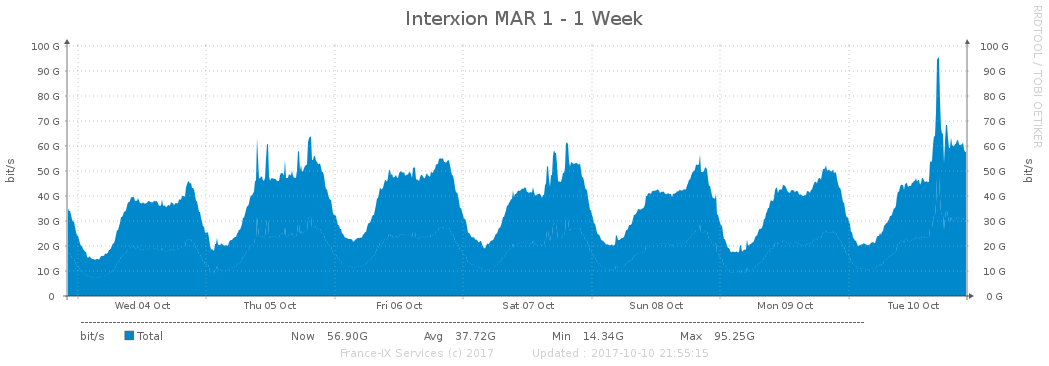 Interxion MAR 1 - 1 Week
RRDTOOL / TOBI OETIKER
bit/s
100 G 100 G
90 G 90 G
80 G 80 G
70 G 70 G
60 G 60 G
50 G 50 G
40 G 40 G
30 G 30 G
20 G 20 G
10 G 10 G
0 0 G
bit/s
Wed 04 Oct Thu 05 Oct Fri 06 Oct Sat 07 Oct Sun 08 Oct Mon 09 Oct Tue 10 Oct
bit/s Total Now 56.90G Avg 37.72G Min 14.34G Max 95.25G
France-IX Services (c) 2017 Updated : 2017-10-10 21:55:15